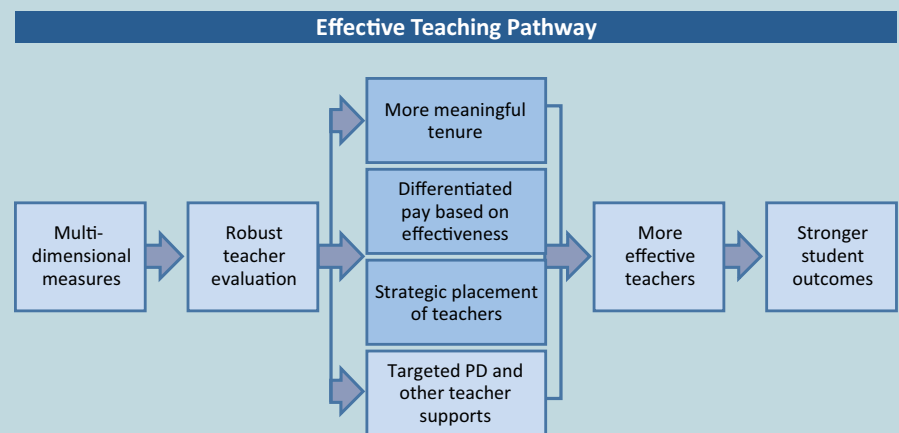 Effective Teaching Pathway
Multi-
dimensional
measures
Robust
teacher
evaluation
More meaningful
tenure
Differentiated
pay based on
effectiveness
Strategic placement
of teachers
Targeted PD and
other teacher
supports
More
effective
teachers
Stronger
student
outcomes